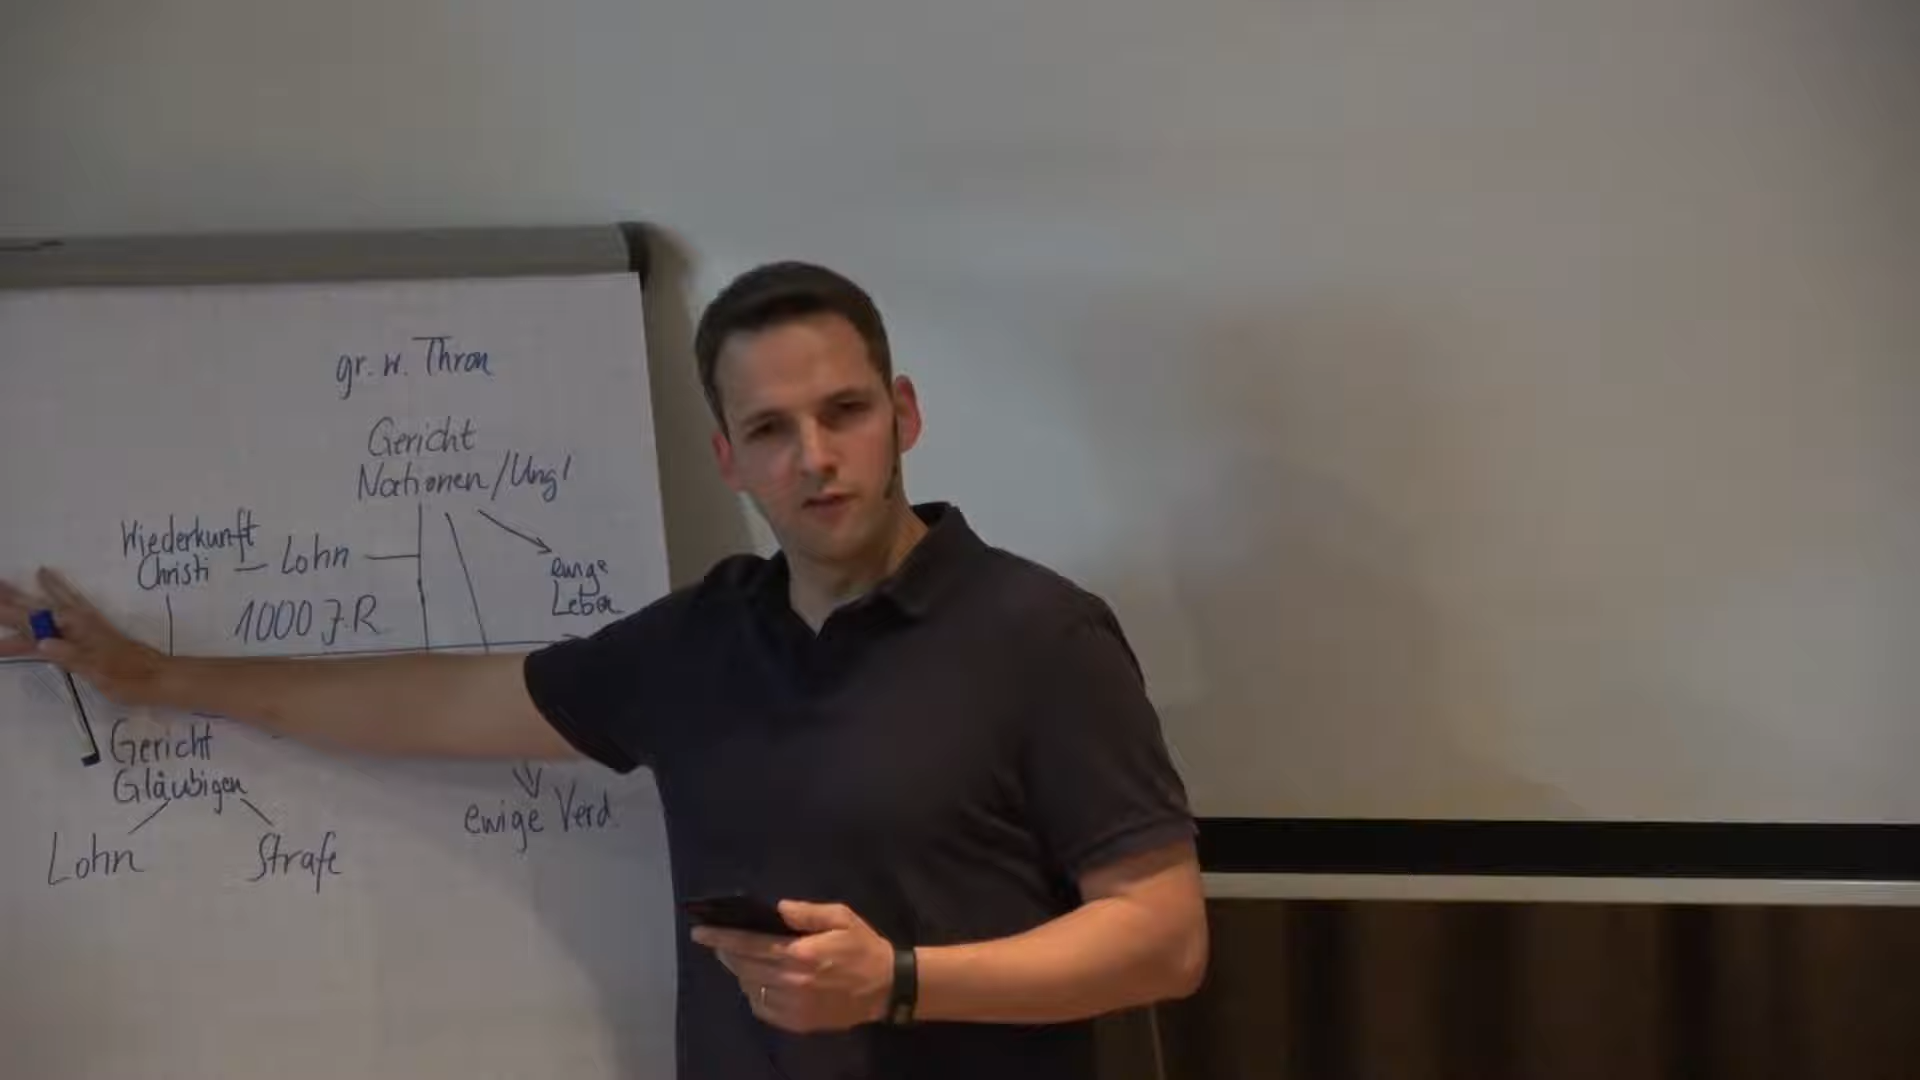 gr. w. Thron
Gericht
Nationen/Ungl
Wiederkunft
Christi
Lohn
ewige
Leben
1000 J.R
Gericht
Gläubigen
Lohn
Strafe
ewige Verd.